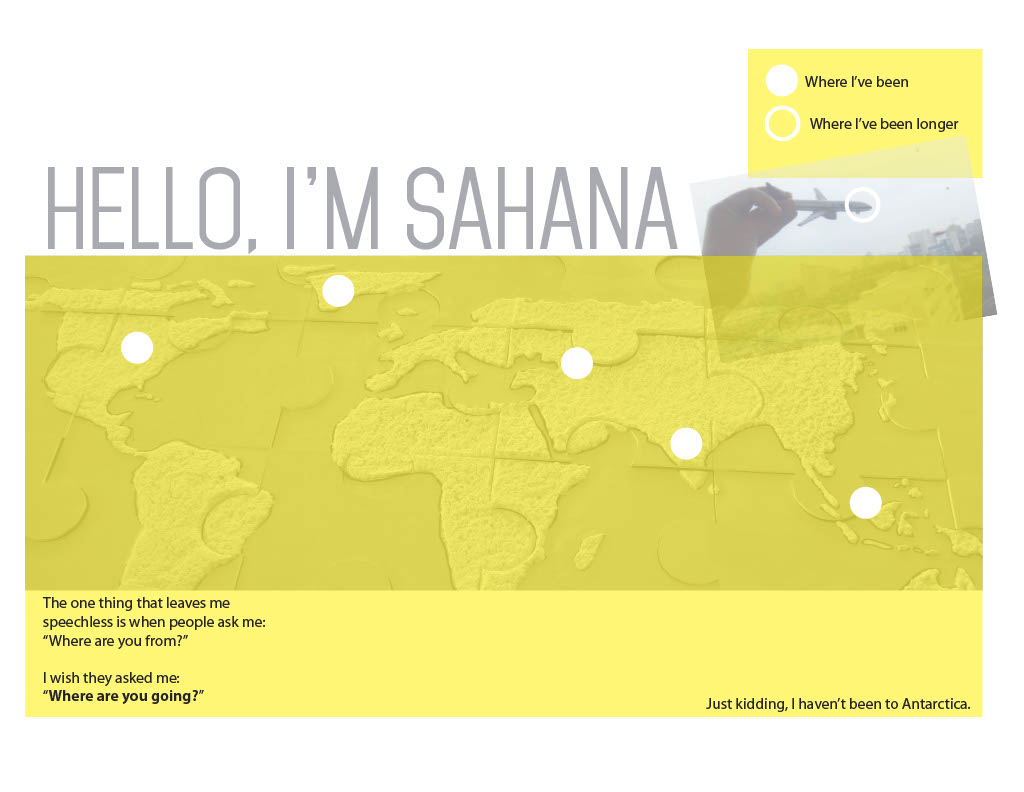 Where I’ve been
Where I’ve been longer
HELLO, I’M SAHANA
The one thing that leaves me
speechless is when people ask me:
“Where are you from?”
I wish they asked me:
“Where are you going?”
Just kidding, I haven’t been to Antarctica.